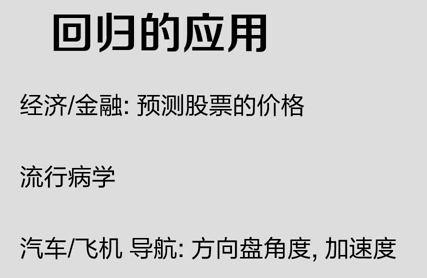 回归的应用
经济/金融: 预测股票的价格
流行病学
汽车/飞机 导航: 方向盘角度, 加速度